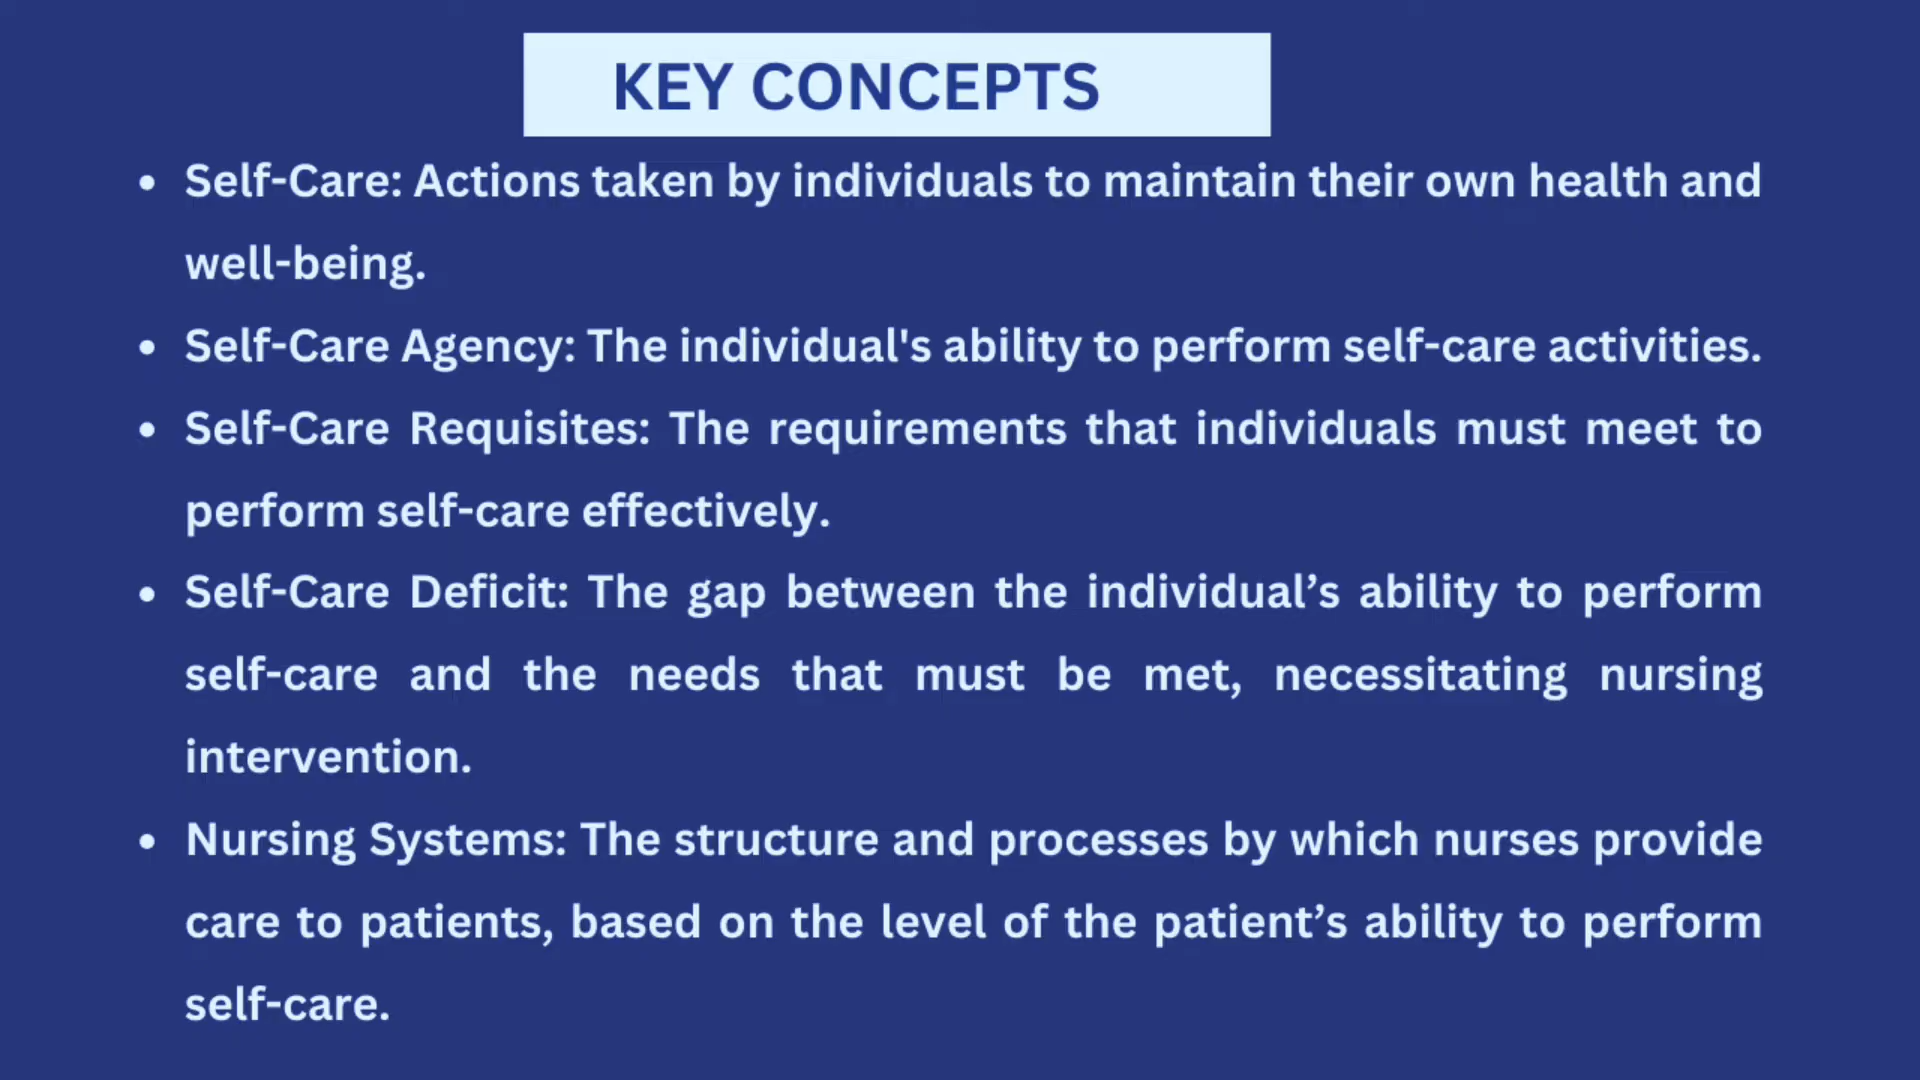 KEY CONCEPTS
• Self-Care: Actions taken by individuals to maintain their own health and
well-being.
• Self-Care Agency: The individual's ability to perform self-care activities.
• Self-Care Requisites: The requirements that individuals must meet to
perform self-care effectively.
• Self-Care Deficit: The gap between the individual’s ability to perform
self-care and the needs that must be met, necessitating nursing
intervention.
• Nursing Systems: The structure and processes by which nurses provide
care to patients, based on the level of the patient’s ability to perform
self-care.